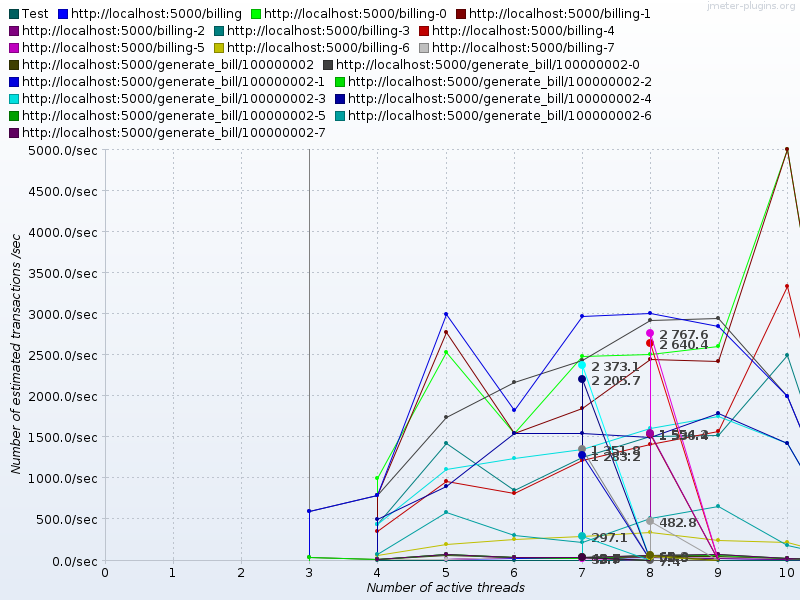 jmeter-plugins.org
Test http://localhost:5000/billing http://localhost:5000/billing-0 http://localhost:5000/billing-1
http://localhost:5000/billing-2 http://localhost:5000/billing-3 http://localhost:5000/billing-4
http://localhost:5000/billing-5 http://localhost:5000/billing-6 http://localhost:5000/billing-7
http://localhost:5000/generate_bill/100000002 http://localhost:5000/generate_bill/100000002-0
http://localhost:5000/generate_bill/100000002-1 http://localhost:5000/generate_bill/100000002-2
http://localhost:5000/generate_bill/100000002-3 http://localhost:5000/generate_bill/100000002-4
http://localhost:5000/generate_bill/100000002-5 http://localhost:5000/generate_bill/100000002-6
http://localhost:5000/generate_bill/100000002-7
5000.0/sec
4500.0/sec
4000.0/sec
3500.0/sec
3000.0/sec
2500.0/sec
2000.0/sec
1500.0/sec
1000.0/sec
500.0/sec
0.0/sec
Number of estimated transactions /sec
2 767.6
2 640.4
2 373.1
2 205.7
1 283.2
482.8
297.1
7.4
0 1 2 3 4 5 6 7 8 9 10
Number of active threads